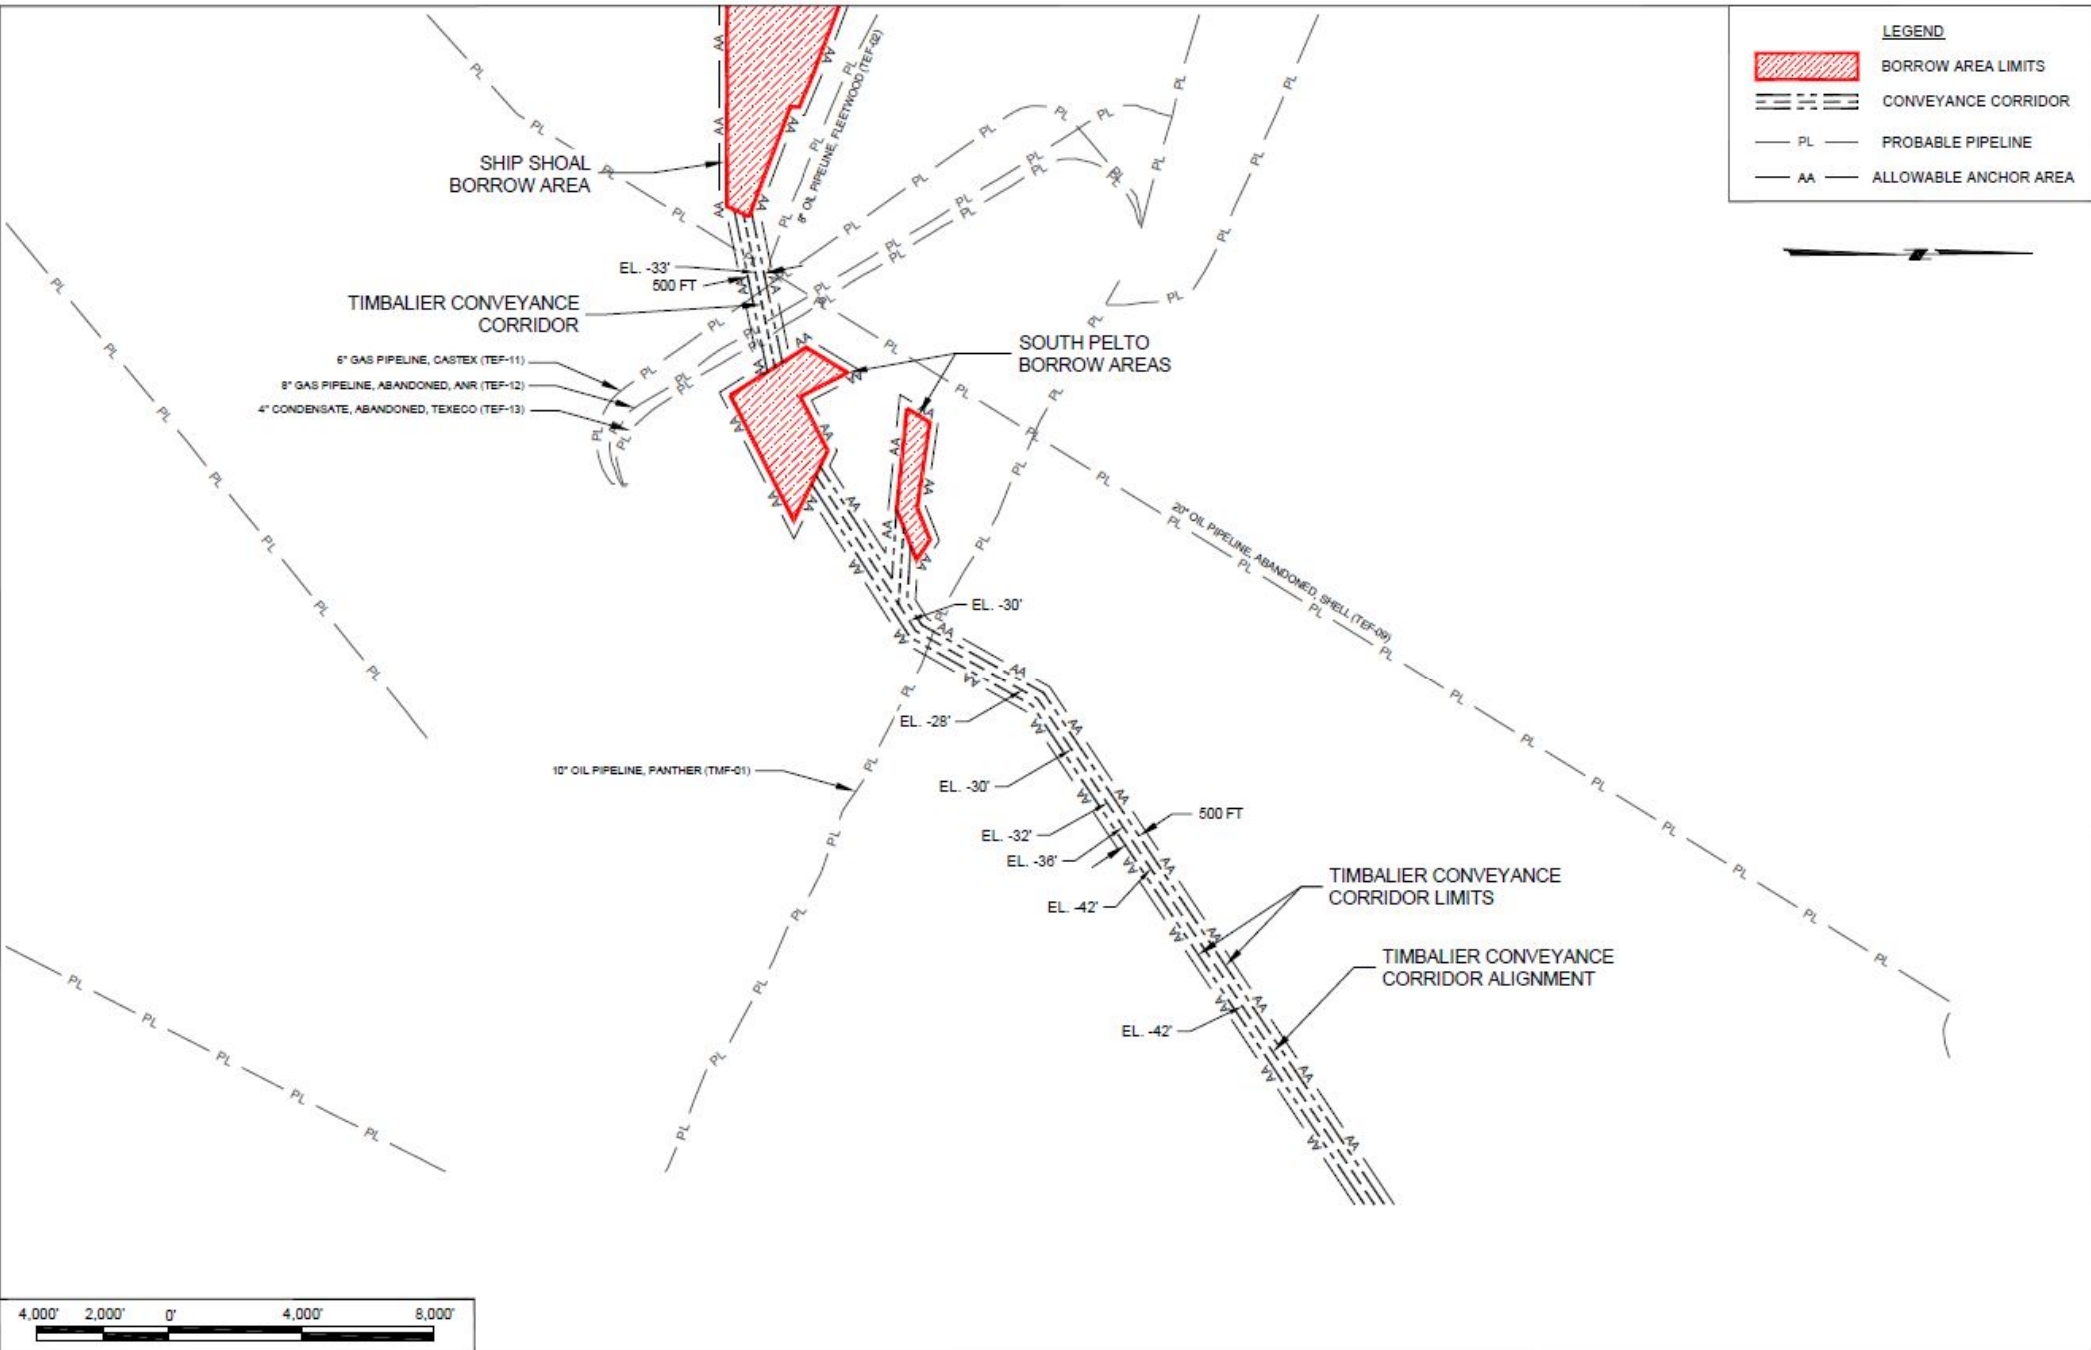 LEGEND
BORROW AREA LIMITS
CONVEYANCE CORRIDOR
PL PROBABLE PIPELINE
AA ALLOWABLE ANCHOR AREA
8" OIL PIPELINE, FLEETWOOD (TEF-02)
SHIP SHOAL
BORROW AREA
EL. -33'
500 FT
TIMBALIER CONVEYANCE
CORRIDOR
6" GAS PIPELINE, CASTEX (TEF-11)
8" GAS PIPELINE, ABANDONED, ANR (TEF-12)
4" CONDENSATE, ABANDONED, TEXECO (TEF-13)
SOUTH PELTO
BORROW AREAS
20" OIL PIPELINE, ABANDONED, SHELL (TEF-09)
EL. -30'
EL. -28'
10" OIL PIPELINE, PANTHER (TMF-01)
EL. -30'
500 FT
EL. -32'
EL. -36'
EL. -42'
TIMBALIER CONVEYANCE
CORRIDOR LIMITS
TIMBALIER CONVEYANCE
CORRIDOR ALIGNMENT
EL. -42'
4,000' 2,000' 0' 4,000' 8,000'